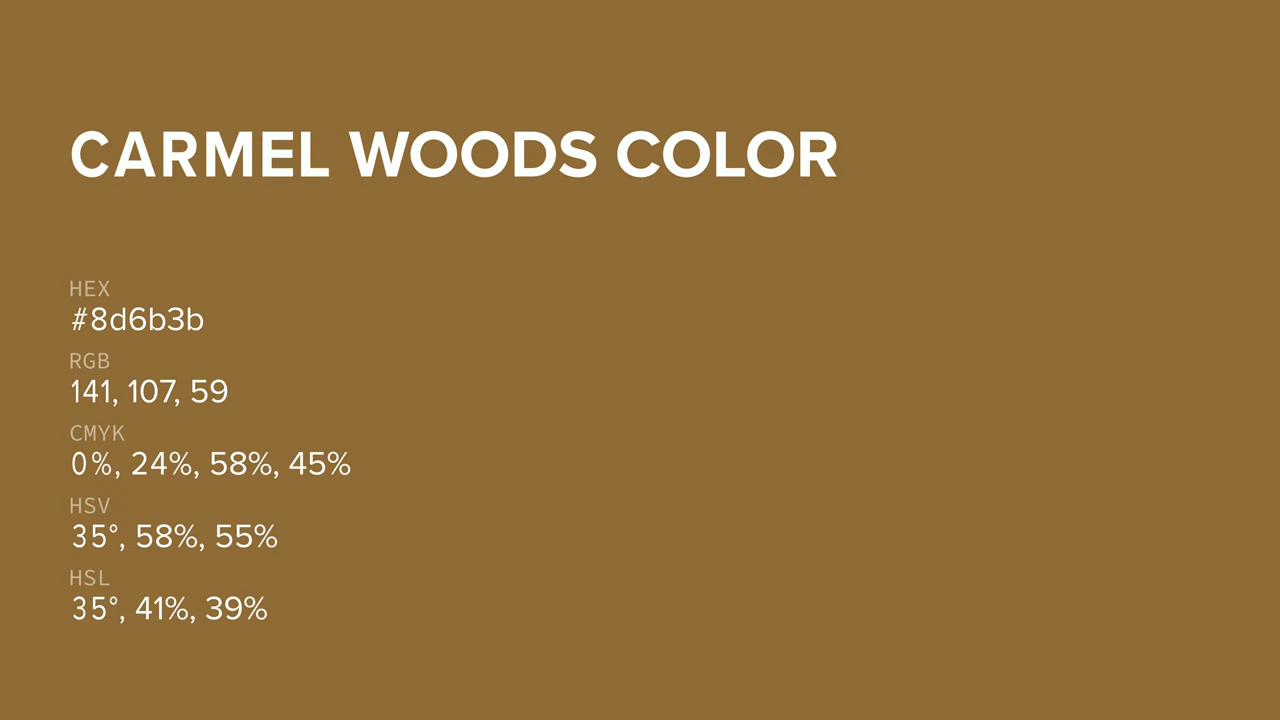 CARMEL WOODS COLOR
HEX
#8d6b3b
RGB
141, 107, 59
CMYK
0%, 24%, 58%, 45%
HSV
35°, 58%, 55%
HSL
35°, 41%, 39%